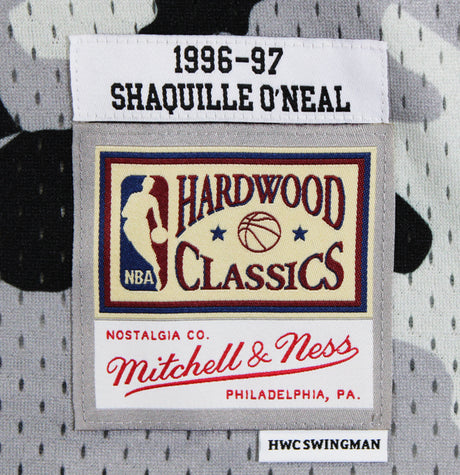 1996-97
SHAQUILLE O'NEAL
HARDWOOD
NBA
CLASSICS
NOSTALGIA CO.
Mitchell & Ness
PHILADELPHIA, PA.
HWC SWINGMAN